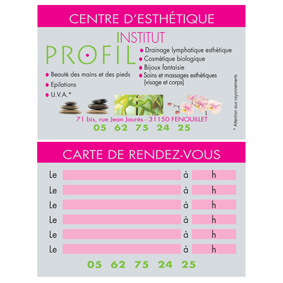 CENTRE D'ESTHÉTIQUE
INSTITUT
PROFIL
• Drainage lymphatique esthétique
• Cosmétique biologique
• Bijoux fantaisie
• Soins et massages esthétiques
(visage et corps)
• Beauté des mains et des pieds
• Epilations
• U.V.A.*
* Attention aux rayonnements
71 bis, rue Jean Jaurès - 31150 FENOUILLET
05 62 75 24 25
CARTE DE RENDEZ-VOUS
Le à h
Le à h
Le à h
Le à h
Le à h
Le à h
05 62 75 24 25